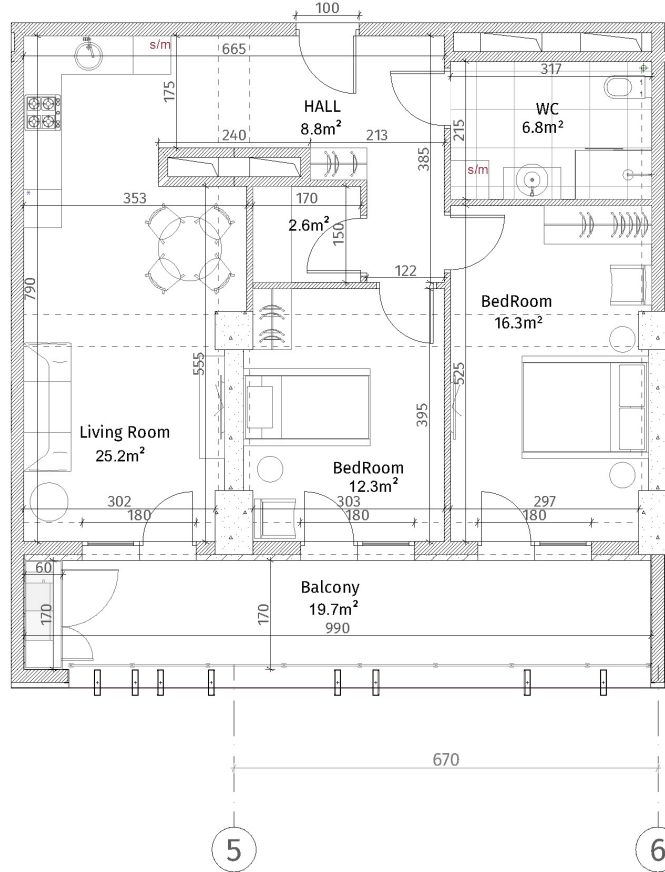 100
s/m
665
317
175
HALL
8.8m²
WC
6.8m²
240
213
215
385
s/m
353
170
2.6m²
150
122
790
BedRoom
16.3m²
555
525
395
Living Room
25.2m²
BedRoom
12.3m²
302
303
297
180
180
180
60
Balcony
19.7m²
170
170
990
670
5
6